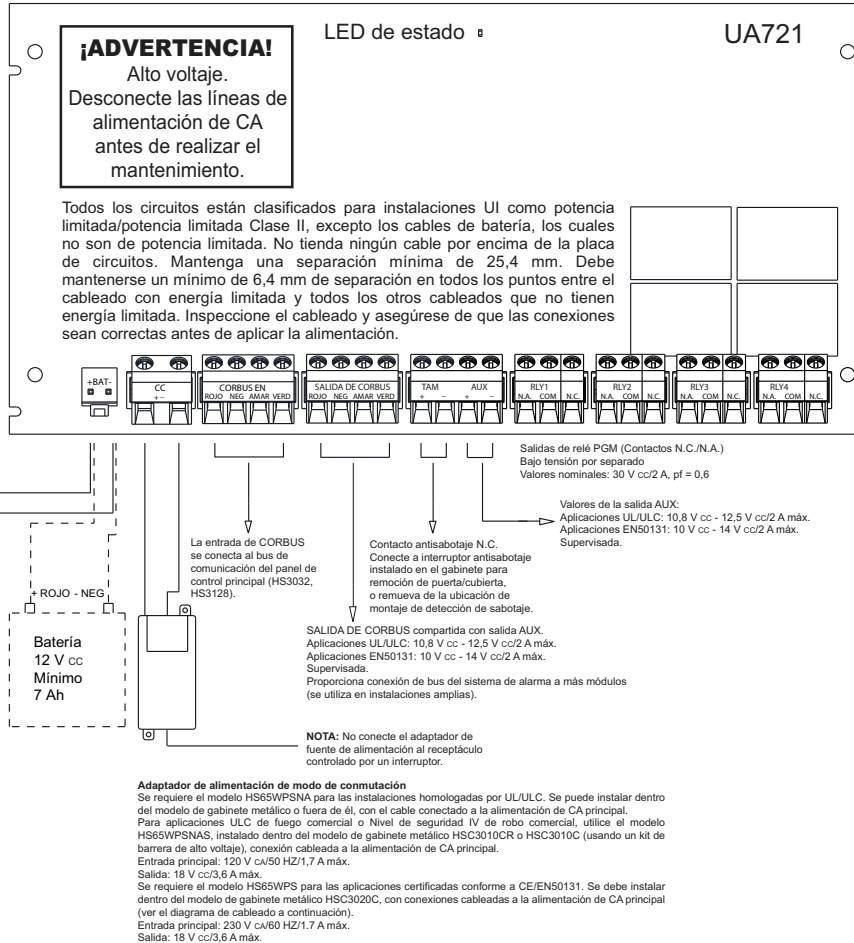 ¡ADVERTENCIA!
Alto voltaje.
Desconecte las líneas de
alimentación de CA
antes de realizar el
mantenimiento.
LED de estado
UA721
Todos los circuitos están clasificados para instalaciones UI como potencia
limitada/potencia limitada Clase II, excepto los cables de batería, los cuales
no son de potencia limitada. No tienda ningún cable por encima de la placa
de circuitos. Mantenga una separación mínima de 25,4 mm. Debe
mantenerse un mínimo de 6,4 mm de separación en todos los puntos entre el
cableado con energía limitada y todos los otros cableados que no tienen
energía limitada. Inspeccione el cableado y asegúrese de que las conexiones
sean correctas antes de aplicar la alimentación.
+BAT-
CC
+ –
CORBUS EN
ROJO NEG AMAR VERD
SALIDA DE CORBUS
ROJO NEG AMAR VERD
TAM
+ –
AUX
+ –
RLY1
N.A. COM N.C.
RLY2
N.A. COM N.C.
RLY3
N.A. COM N.C.
RLY4
N.A. COM N.C.
Salidas de relé PGM (Contactos N.C./N.A.)
Bajo tensión por separado
Valores nominales: 30 V cc/2 A, pf = 0,6
Valores de la salida AUX:
Aplicaciones UL/ULC: 10,8 V cc - 12,5 V cc/2 A máx.
Aplicaciones EN50131: 10 V cc - 14 V cc/2 A máx.
Supervisada.
La entrada de CORBUS
se conecta al bus de
comunicación del panel de
control principal (HS3032,
HS3128).
Contacto antisabotaje N.C.
Conecte a interruptor antisabotaje
instalado en el gabinete para
remoción de puerta/cubierta,
o remueva de la ubicación de
montaje de detección de sabotaje.
+ ROJO - NEG
Batería
12 V cc
Mínimo
7 Ah
SALIDA DE CORBUS compartida con salida AUX.
Aplicaciones UL/ULC: 10,8 V cc - 12,5 V cc/2 A máx.
Aplicaciones EN50131: 10 V cc - 14 V cc/2 A máx.
Supervisada.
Proporciona conexión de bus del sistema de alarma a más módulos
(se utiliza en instalaciones amplias).
NOTA: No conecte el adaptador de
fuente de alimentación al receptáculo
controlado por un interruptor.
Adaptador de alimentación de modo de conmutación
Se requiere el modelo HS65WPSNA para las instalaciones homologadas por UL/ULC. Se puede instalar dentro
del modelo de gabinete metálico o fuera de él, con el cable conectado a la alimentación de CA principal.
Para aplicaciones ULC de fuego comercial o Nivel de seguridad IV de robo comercial, utilice el modelo
HS65WPSNAS, instalado dentro del modelo de gabinete metálico HSC3010CR o HSC3010C (usando un kit de
barrera de alto voltaje), conexión cableada a la alimentación de CA principal.
Entrada principal: 120 V CA/50 HZ/1,7 A máx.
Salida: 18 V cc/3,6 A máx.
Se requiere el modelo HS65WPS para las aplicaciones certificadas conforme a CE/EN50131. Se debe instalar
dentro del modelo de gabinete metálico HSC3020C, con conexiones cableadas a la alimentación de CA principal
(ver el diagrama de cableado a continuación).
Entrada principal: 230 V CA/60 HZ/1.7 A máx.
Salida: 18 V cc/3,6 A máx.